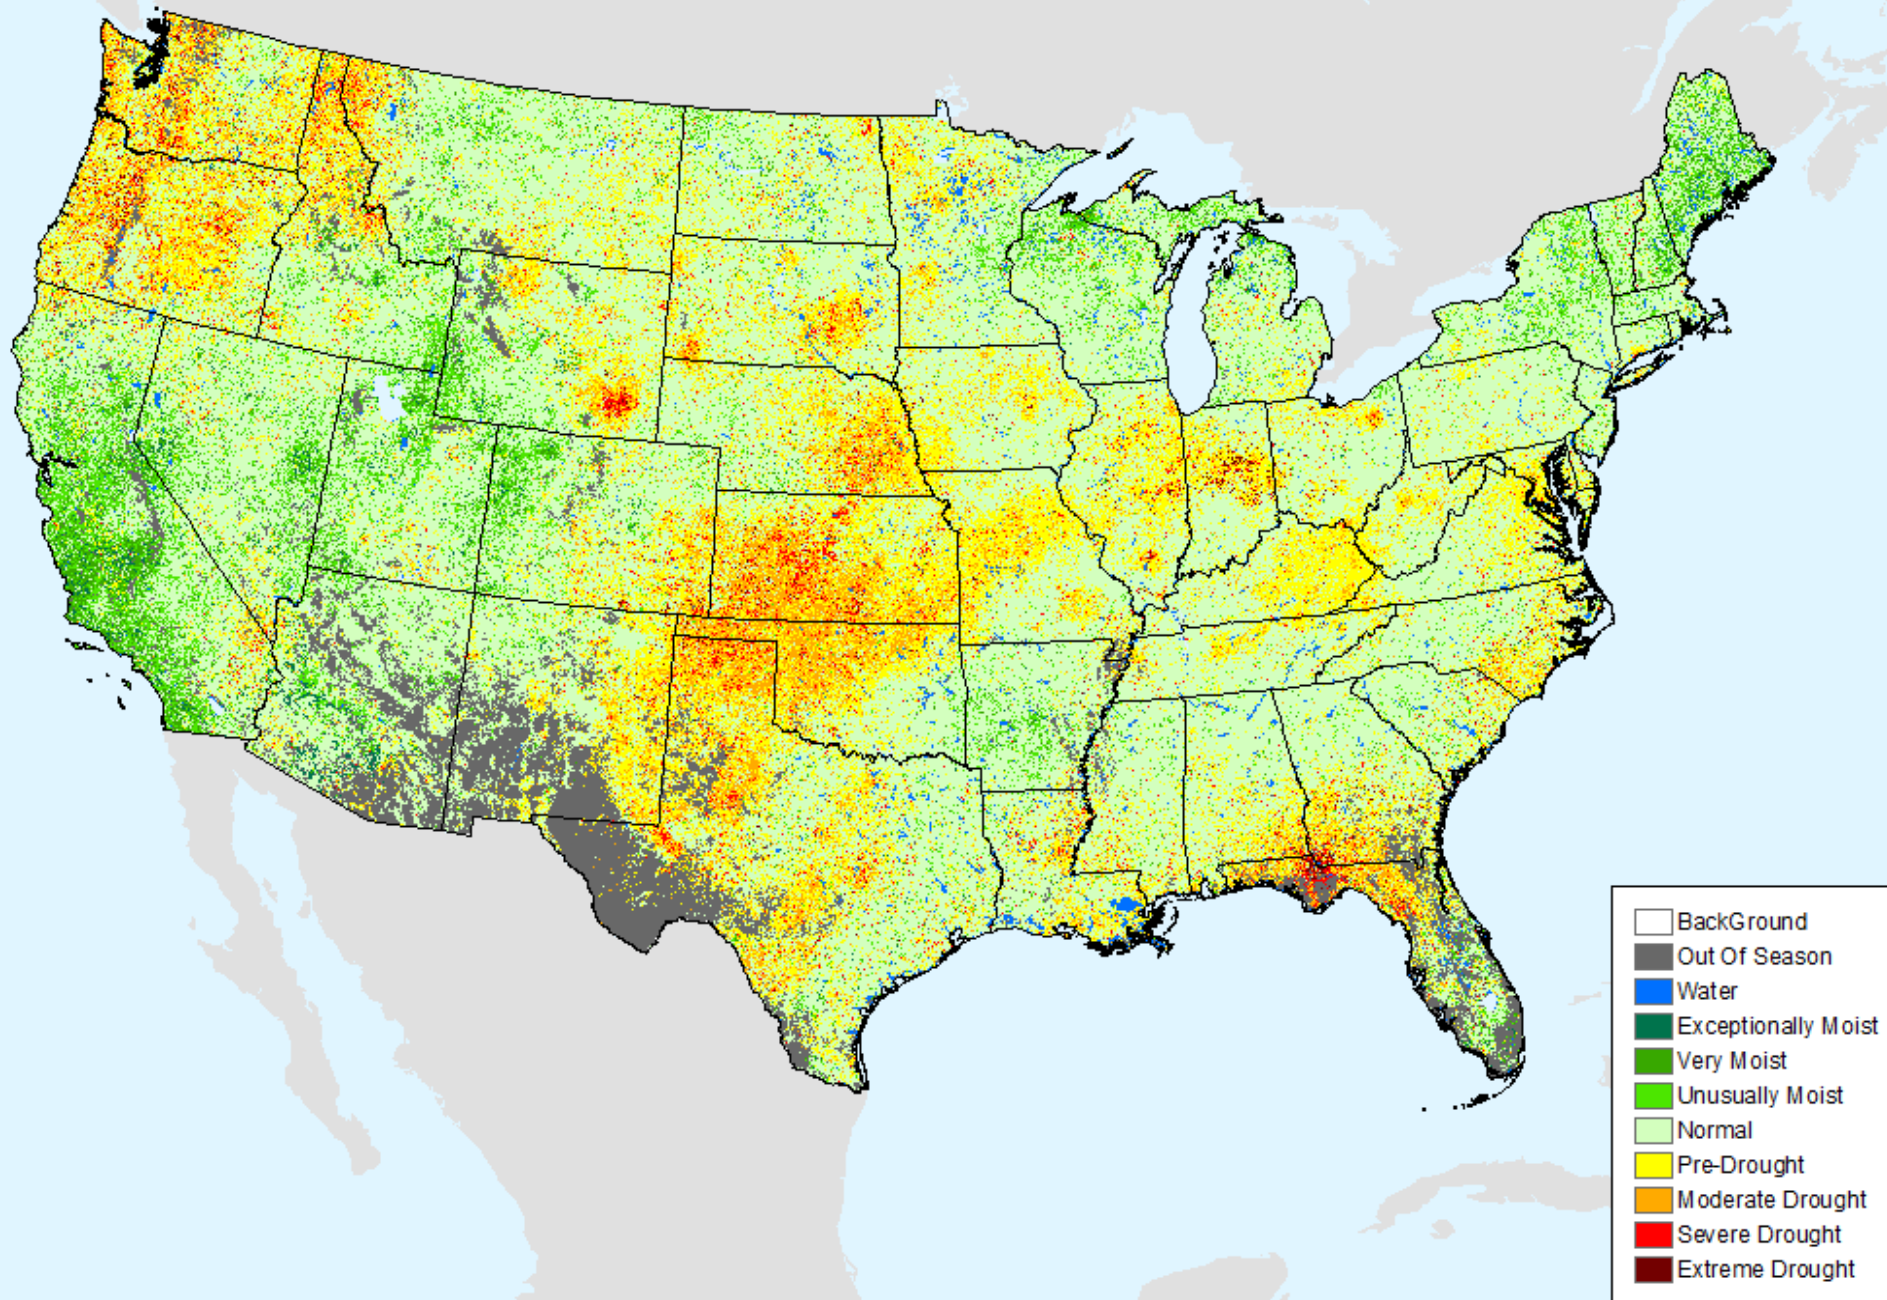 BackGround
Out Of Season
Water
Exceptionally Moist
Very Moist
Unusually Moist
Normal
Pre-Drought
Moderate Drought
Severe Drought
Extreme Drought